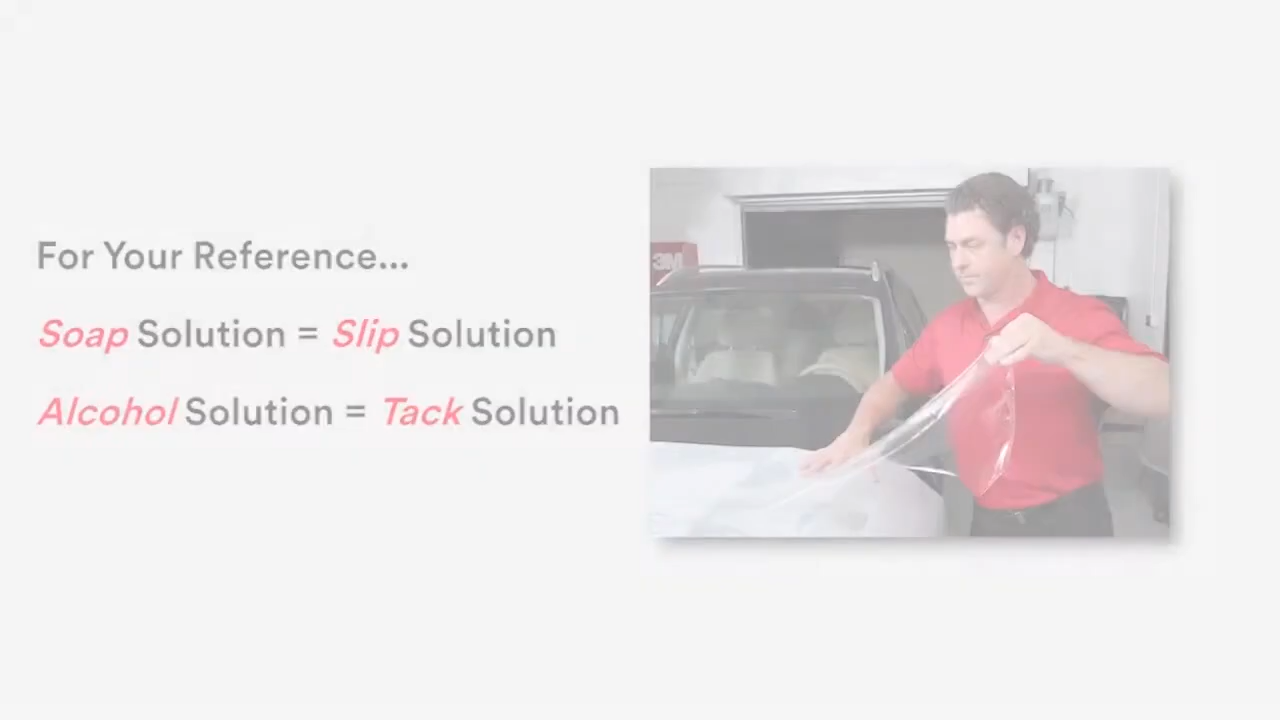 For Your Reference...
Soap Solution = Slip Solution
Alcohol Solution = Tack Solution
3M